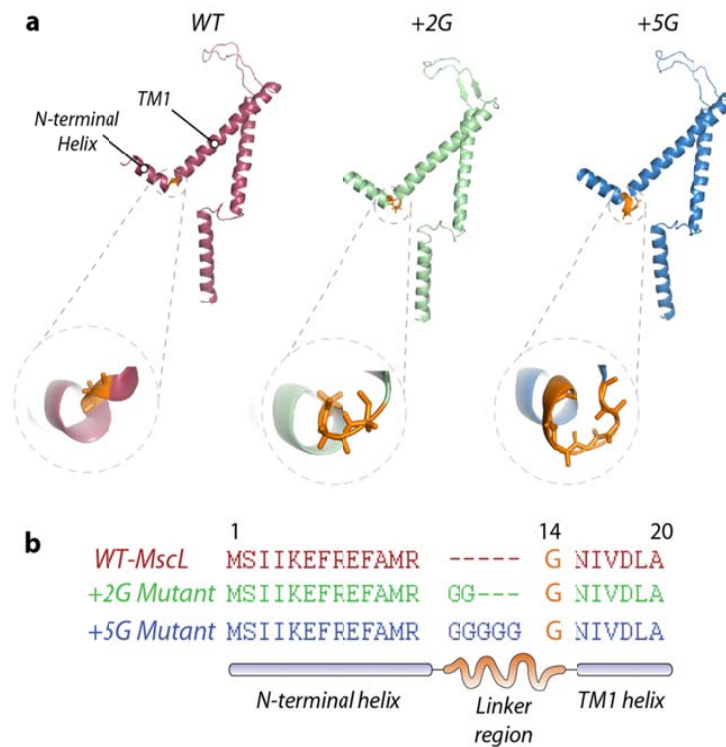 a
WT
+2G
+5G
TM1
N-terminal
Helix
b
1 14 20
WT-MscL MSIIKEFREFAMR ----- G NIVDLA
+2G Mutant MSIIKEFREFAMR GG--- G NIVDLA
+5G Mutant MSIIKEFREFAMR GGGGG G NIVDLA
N-terminal helix
Linker
region
TM1 helix